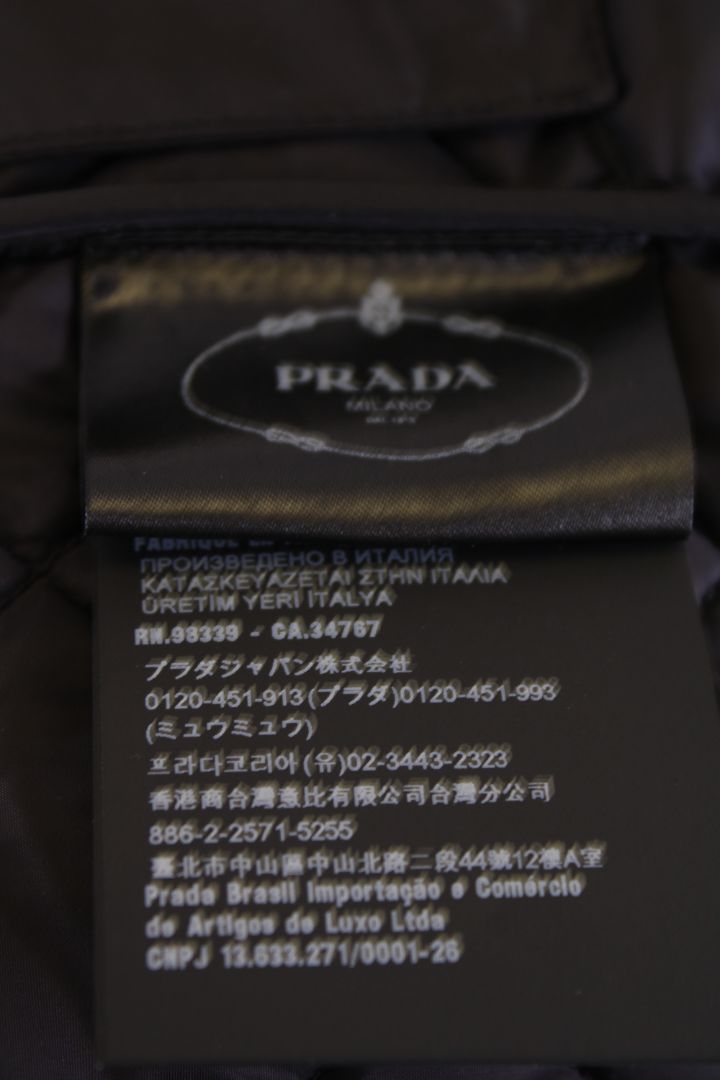 PRADA
MILANO
FABRIQUÉ EN
ПРОИЗВЕДЕНО В ИТАЛИЯ
ΚΑΤΑΣΚΕΥΑΖΕΤΑΙ ΣΤΗΝ ΙΤΑΛΙΑ
ÜRETİM YERİ İTALYA
RN.98339 - CA.34767
プラダジャパン株式会社
0120-451-913(プラダ)0120-451-993
(ミュウミュウ)
프라다코리아(유)02-3443-2323
香港商台灣意比有限公司台灣分公司
886-2-2571-5255
臺北市中山區中山北路二段44號12樓A室
Prada Brasil Importação e Comércio
de Artigos de Luxo Ltda
CNPJ 13.633.271/0001-26